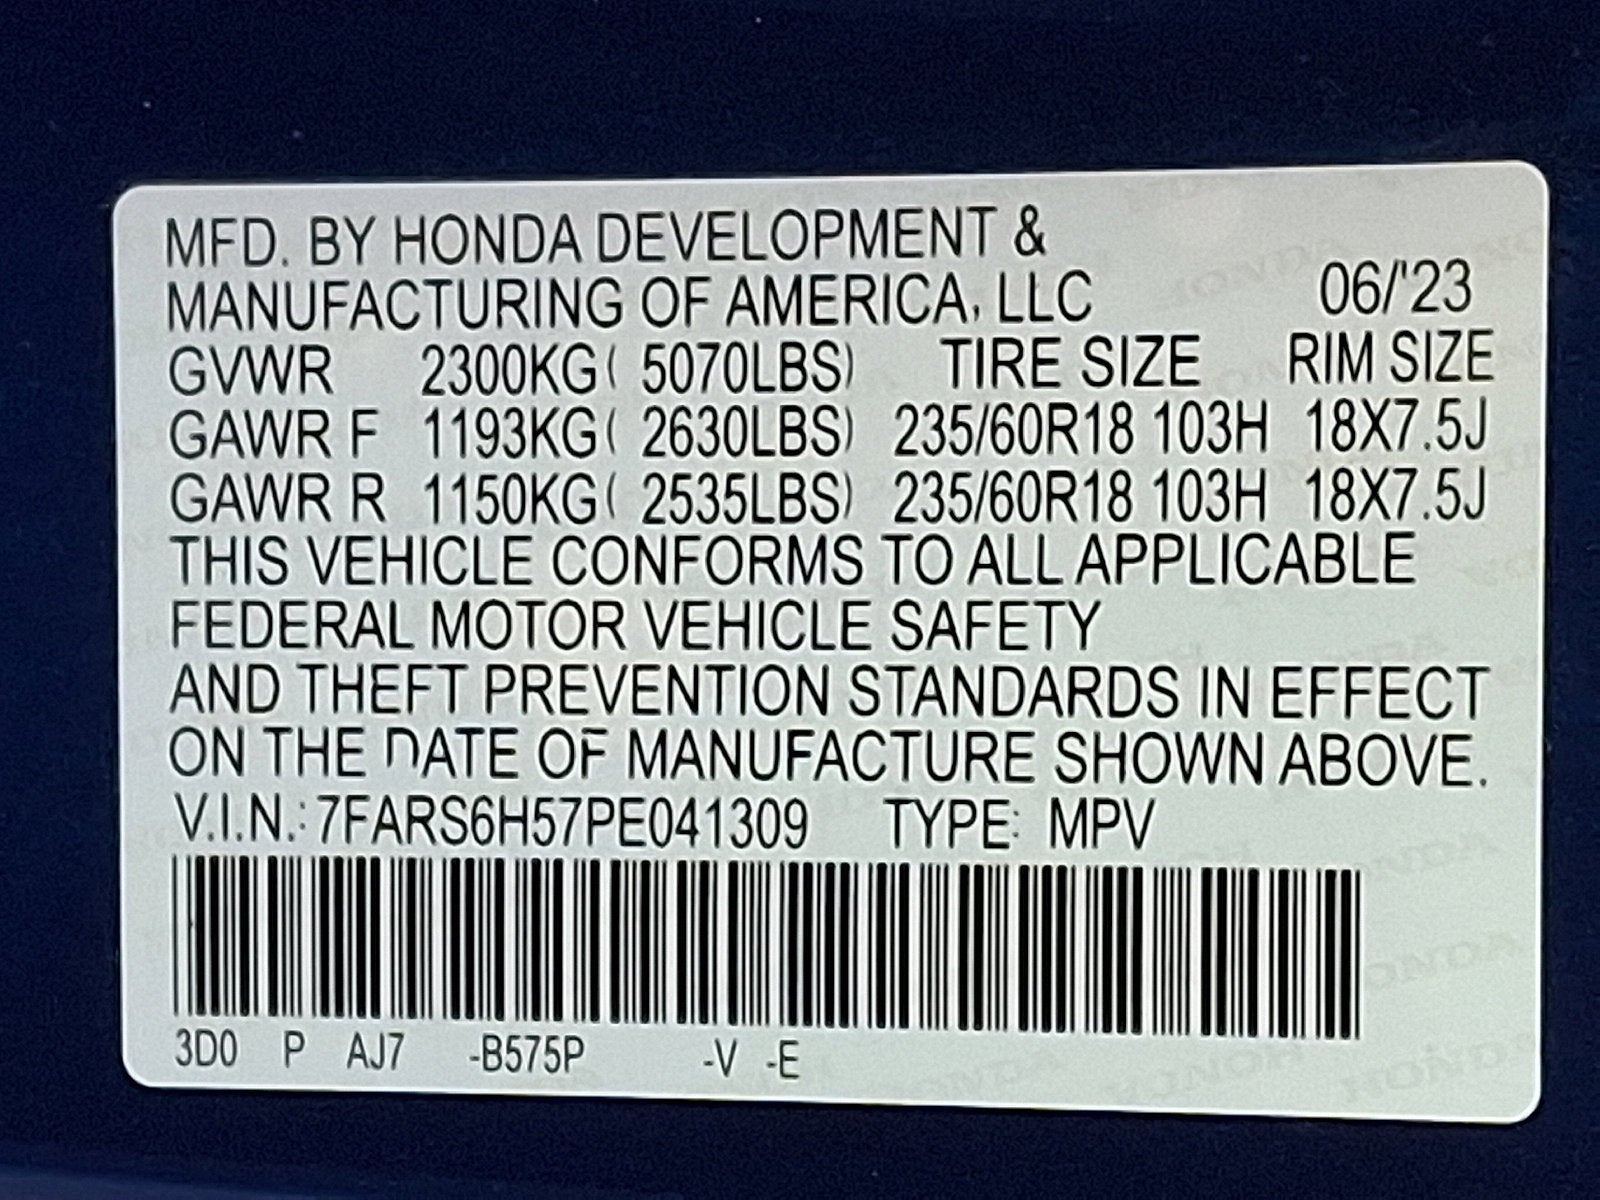 MFD. BY HONDA DEVELOPMENT &
MANUFACTURING OF AMERICA, LLC 06/'23
GVWR 2300KG( 5070LBS) TIRE SIZE RIM SIZE
GAWR F 1193KG( 2630LBS) 235/60R18 103H 18X7.5J
GAWR R 1150KG( 2535LBS) 235/60R18 103H 18X7.5J
THIS VEHICLE CONFORMS TO ALL APPLICABLE
FEDERAL MOTOR VEHICLE SAFETY
AND THEFT PREVENTION STANDARDS IN EFFECT
ON THE DATE OF MANUFACTURE SHOWN ABOVE.
V.I.N.:7FARS6H57PE041309 TYPE: MPV
3D0 P AJ7 -B575P -V -E